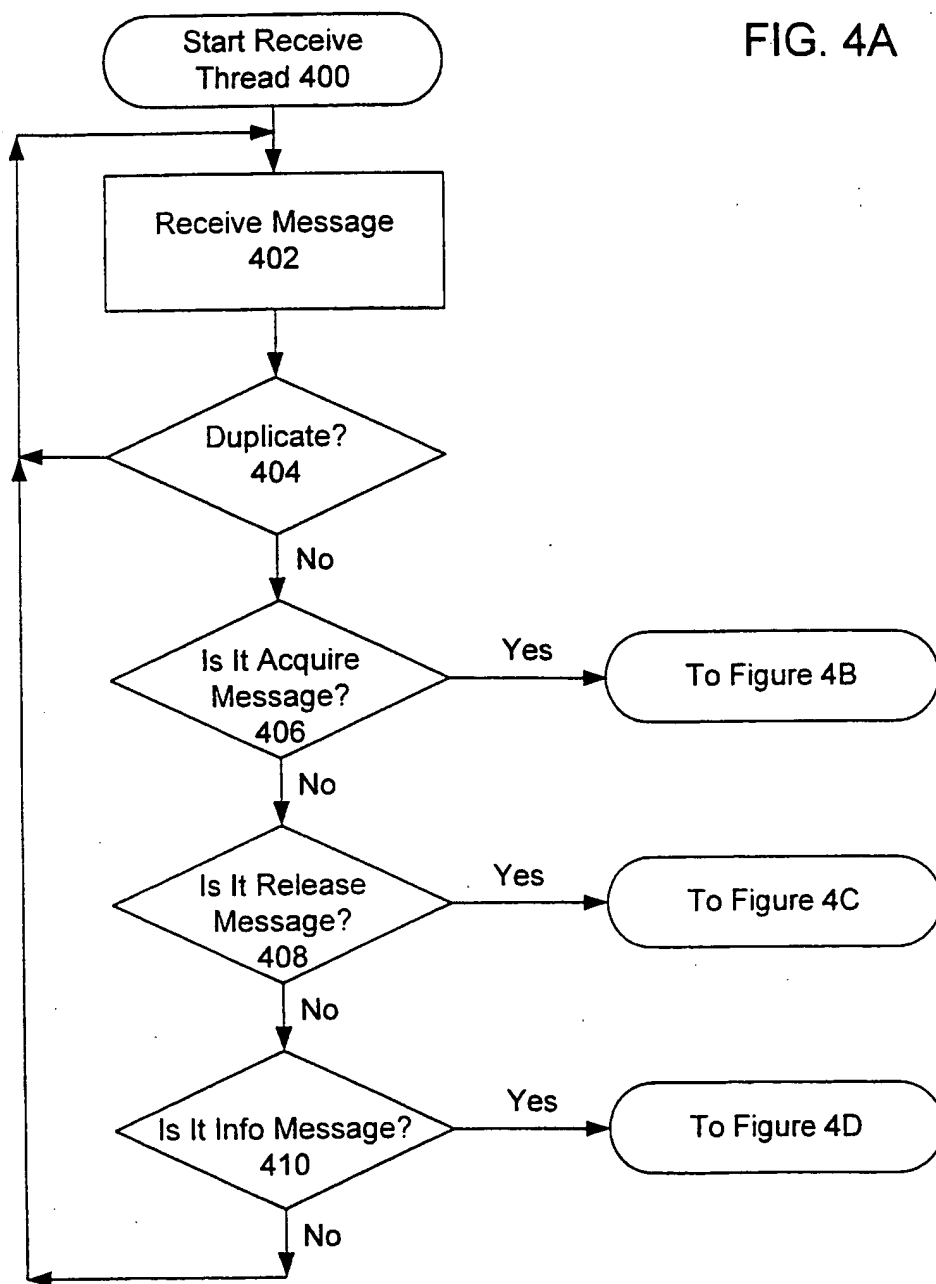 FIG. 4A
Start Receive
Thread 400
Receive Message
402
Duplicate?
404
No
Is It Acquire
Message?
406
Yes
To Figure 4B
No
Is It Release
Message?
408
Yes
To Figure 4C
No
Is It Info Message?
410
Yes
To Figure 4D
No